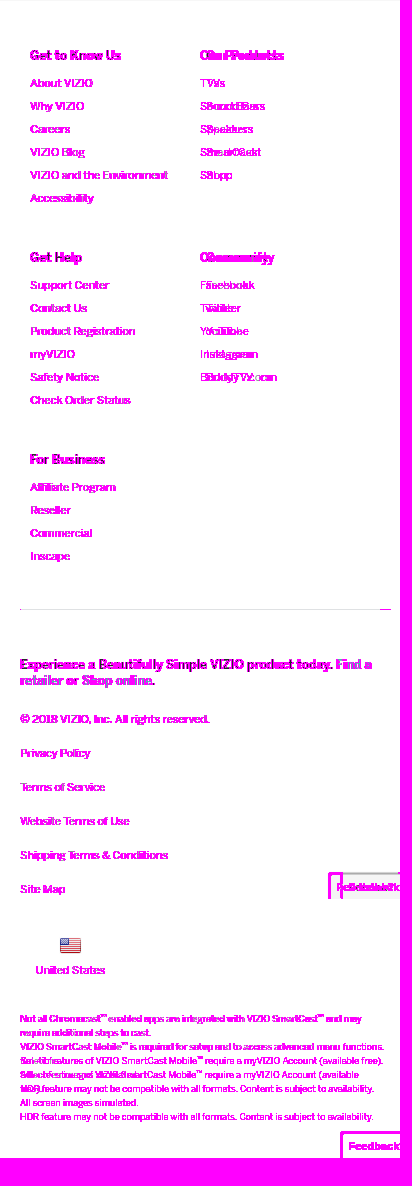 Get to Know Us
About VIZIO
Why VIZIO
Careers
VIZIO Blog
VIZIO and the Environment
Accessibility
Our Products
TVs
Sound Bars
Speakers
SmartCast
Shop
Get Help
Support Center
Contact Us
Product Registration
myVIZIO
Safety Notice
Check Order Status
Community
Facebook
Twitter
YouTube
Instagram
BuddyTV.com
For Business
Affiliate Program
Reseller
Commercial
Inscape
Experience a Beautifully Simple VIZIO product today. Find a
retailer or Shop online.
© 2018 VIZIO, Inc. All rights reserved.
Privacy Policy
Terms of Service
Website Terms of Use
Shipping Terms & Conditions
Site Map
Feedback
United States
Not all Chromecast™ enabled apps are integrated with VIZIO SmartCast™ and may
require additional steps to cast.
VIZIO SmartCast Mobile™ is required for setup and to access advanced menu functions.
features of VIZIO SmartCast Mobile™ require a myVIZIO Account (available free).
SmartCast Mobile™ require a myVIZIO Account (available
HDR feature may not be compatible with all formats. Content is subject to availability.
All screen images simulated.
HDR feature may not be compatible with all formats. Content is subject to availability.
Feedback